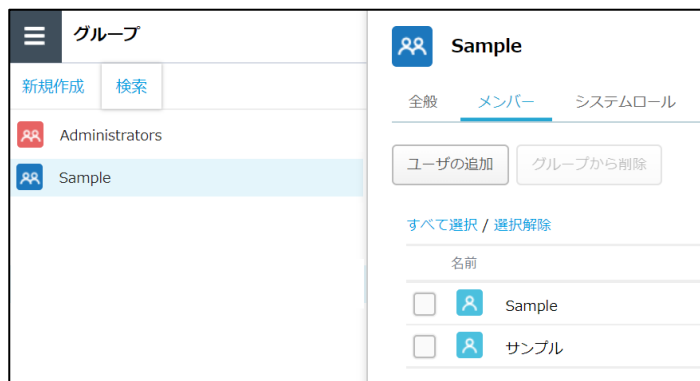 グループ
新規作成 検索
Administrators
Sample
Sample
全般 メンバー システムロール
ユーザの追加 グループから削除
すべて選択 / 選択解除
名前
Sample
サンプル